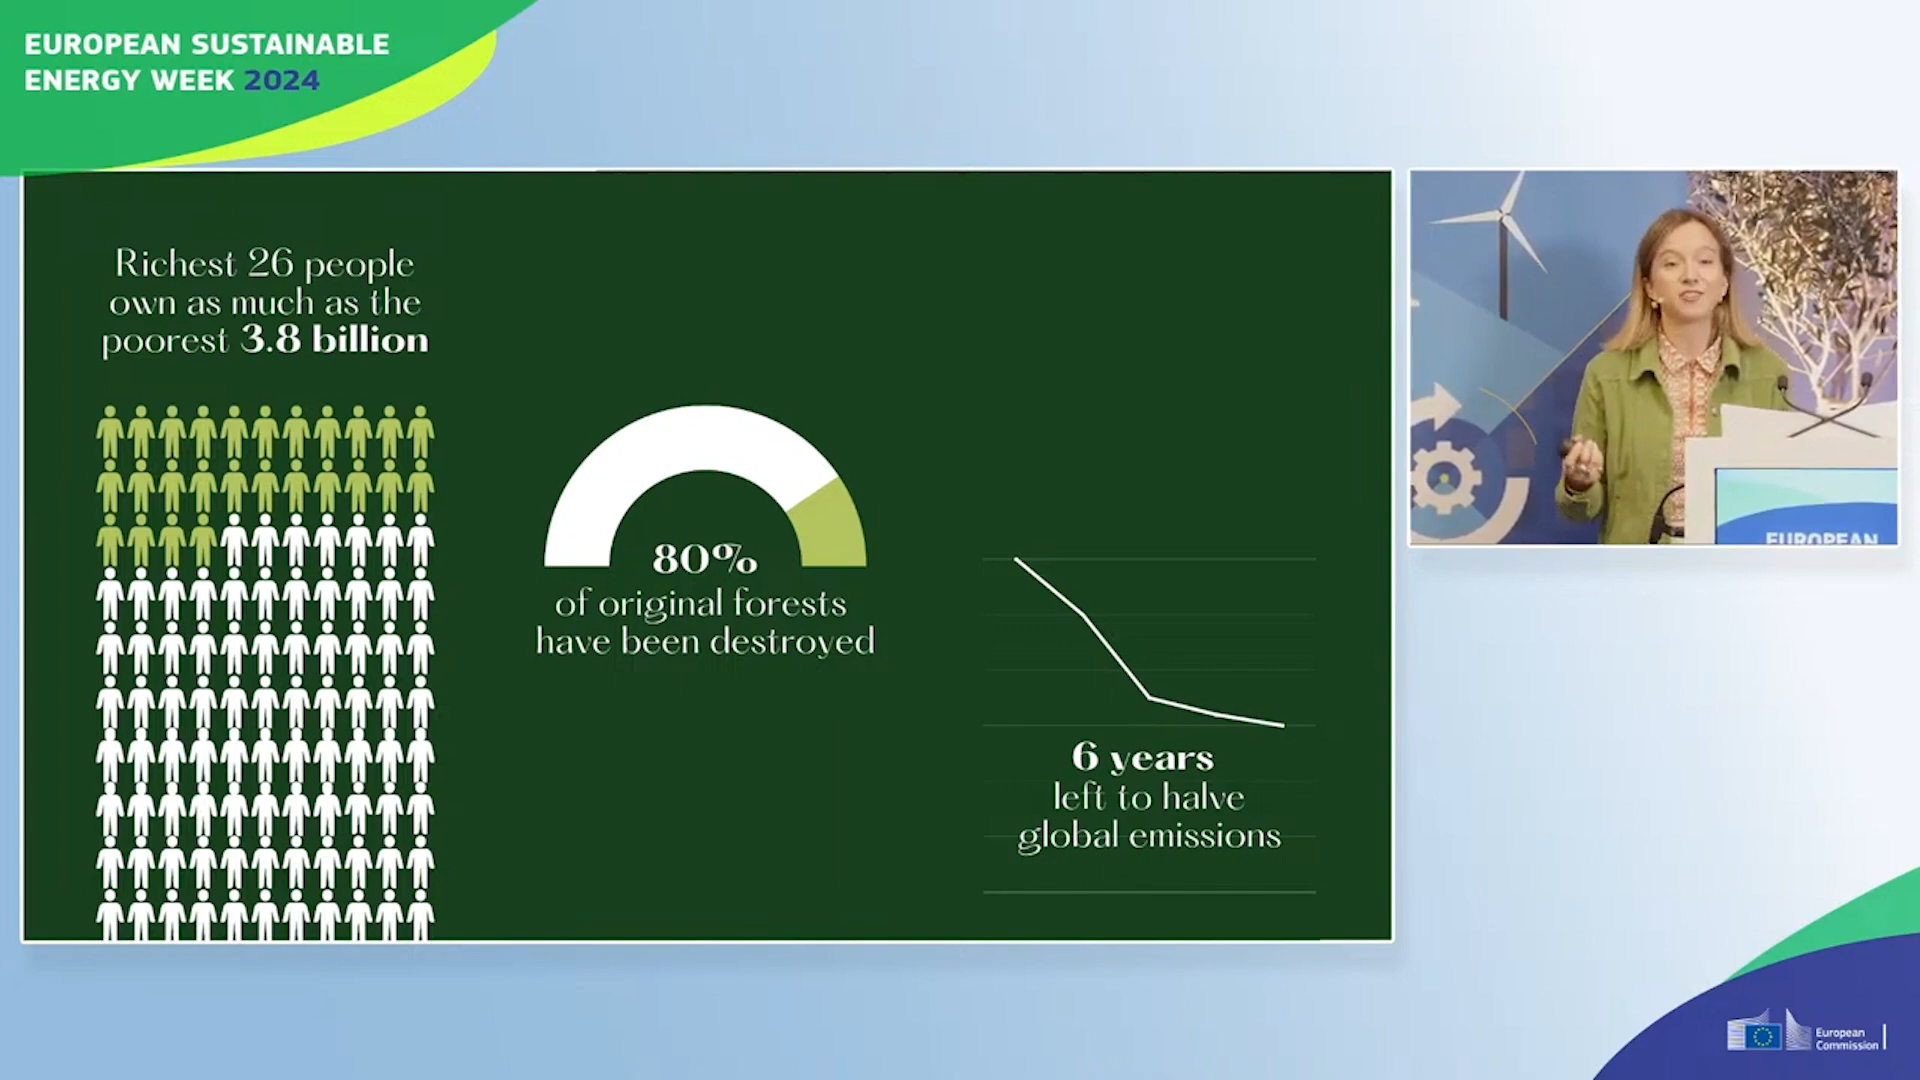 EUROPEAN SUSTAINABLE
ENERGY WEEK 2024
Richest 26 people
own as much as the
poorest 3.8 billion
80%
of original forests
have been destroyed
6 years
left to halve
global emissions
EUROPEAN
European
Commission